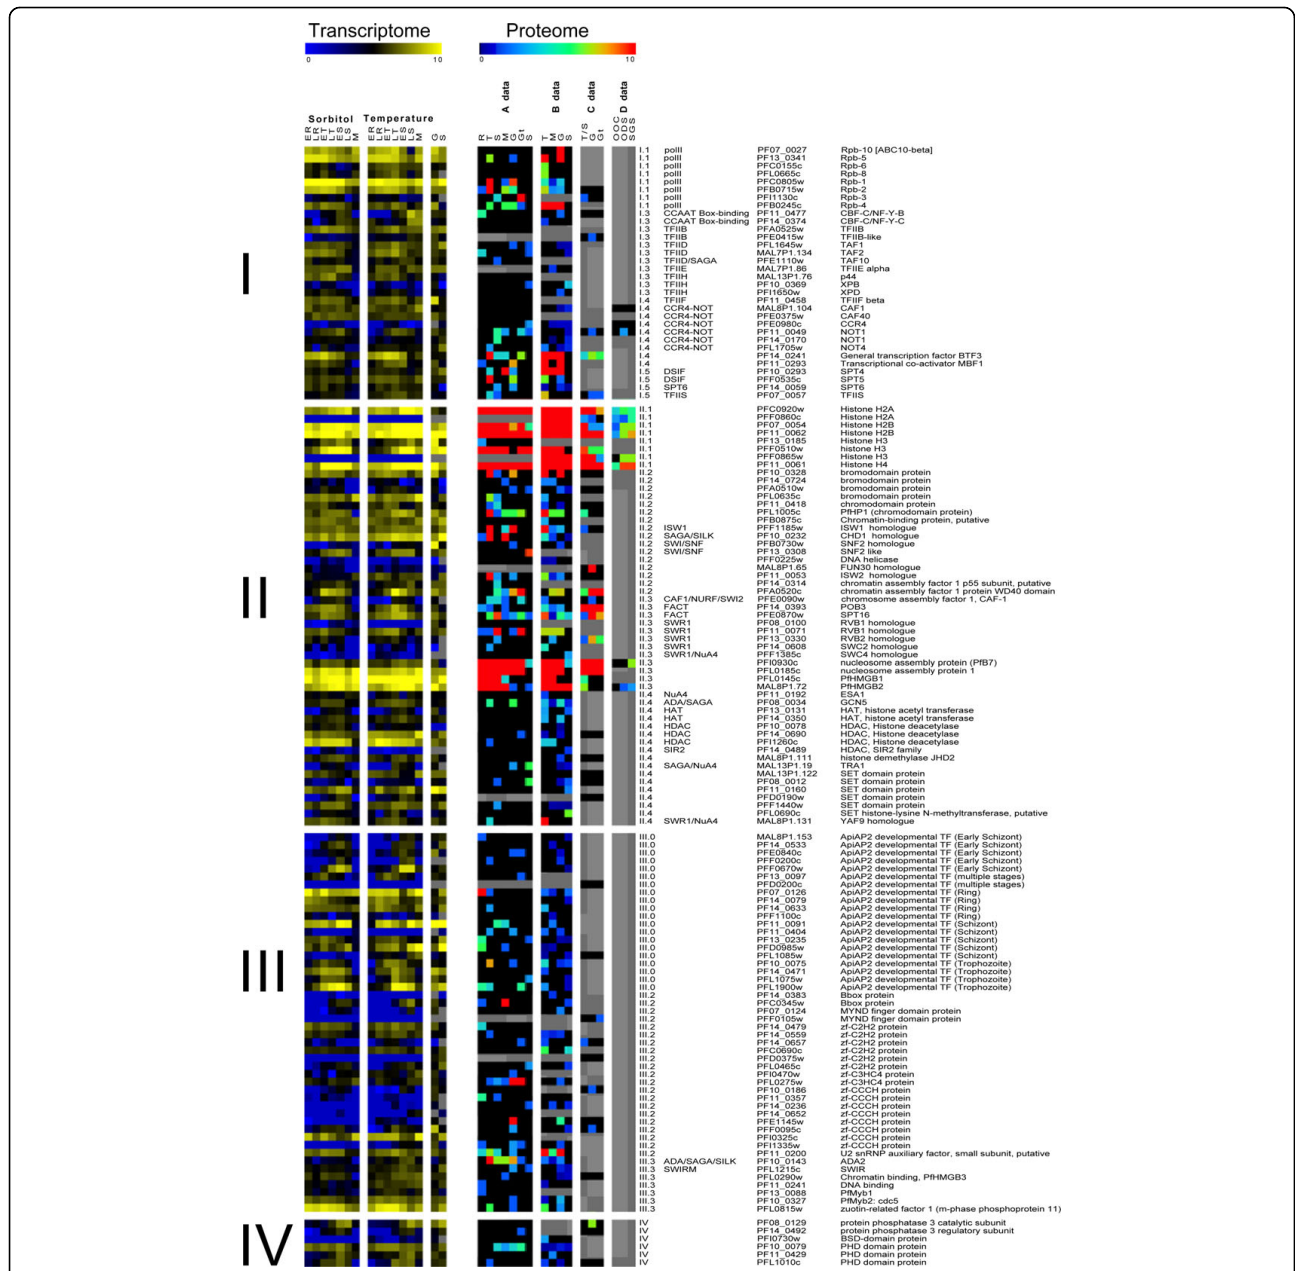 Transcriptome
Proteome
0 10
0 10
A data
B data
C data
D data
Sorbitol
Temperature
ER LR ET LT ES LS M
ER LR ET LT ES LS M
G S
R T S M G Gt S
T M G S
T/S G Gt
OOC ODS SGS
I
I.1 polII PF07_0027 Rpb-10 [ABC10-beta]
I.1 polII PF13_0341 Rpb-5
I.1 polII PFC0155c Rpb-6
I.1 polII PFL0665c Rpb-8
I.1 polII PFC0805w Rpb-1
I.1 polII PFB0715w Rpb-2
I.1 polII PFI1130c Rpb-3
I.1 polII PFB0245c Rpb-4
I.3 CCAAT Box-binding PF11_0477 CBF-C/NF-Y-B
I.3 CCAAT Box-binding PF14_0374 CBF-C/NF-Y-C
I.3 TFIIB PFA0525w TFIIB
I.3 TFIIB PFE0415w TFIIB-like
I.3 TFIID PFL1645w TAF1
I.3 TFIID MAL7P1.134 TAF2
I.3 TFIID/SAGA PFE1110w TAF10
I.3 TFIIE MAL7P1.86 TFIIE alpha
I.3 TFIIH MAL13P1.76 p44
I.3 TFIIH PF10_0369 XPB
I.3 TFIIH PFI1650w XPD
I.4 TFIIF PF11_0458 TFIIF beta
I.4 CCR4-NOT MAL8P1.104 CAF1
I.4 CCR4-NOT PFE0375w CAF40
I.4 CCR4-NOT PFE0980c CCR4
I.4 CCR4-NOT PF11_0049 NOT1
I.4 CCR4-NOT PF14_0170 NOT1
I.4 CCR4-NOT PFL1705w NOT4
I.4 PF14_0241 General transcription factor BTF3
I.4 PF11_0293 Transcriptional co-activator MBF1
I.5 DSIF PF10_0293 SPT4
I.5 DSIF PFF0535c SPT5
I.5 SPT6 PF14_0059 SPT6
I.5 TFIIS PF07_0057 TFIIS
II
II.1 PFC0920w Histone H2A
II.1 PFF0860c Histone H2A
II.1 PF07_0054 Histone H2B
II.1 PF11_0062 Histone H2B
II.1 PF13_0185 Histone H3
II.1 PFF0510w histone H3
II.1 PFF0865w Histone H3
II.1 PF11_0061 Histone H4
II.2 PF10_0328 bromodomain protein
II.2 PF14_0724 bromodomain protein
II.2 PFA0510w bromodomain protein
II.2 PFL0635c bromodomain protein
II.2 PF11_0418 chromodomain protein
II.2 PFL1005c PfHP1 (chromodomain protein)
II.2 PFB0875c Chromatin-binding protein, putative
II.2 ISW1 PFF1185w ISW1 homologue
II.2 SAGA/SILK PF10_0232 CHD1 homologue
II.2 SWI/SNF PFB0730w SNF2 homologue
II.2 SWI/SNF PF13_0308 SNF2 like
II.2 PFF0225w DNA helicase
II.2 MAL8P1.65 FUN30 homologue
II.2 PF11_0053 ISW2 homologue
II.2 PF14_0314 chromatin assembly factor 1 p55 subunit, putative
II.2 PFA0520c chromatin assembly factor 1 protein WD40 domain
II.3 CAF1/NURF/SWI2 PFE0090w chromosome assembly factor 1, CAF-1
II.3 FACT PF14_0393 POB3
II.3 FACT PFE0870w SPT16
II.3 SWR1 PF08_0100 RVB1 homologue
II.3 SWR1 PF11_0071 RVB1 homologue
II.3 SWR1 PF13_0330 RVB2 homologue
II.3 SWR1 PF14_0608 SWC2 homologue
II.3 SWR1/NuA4 PFF1385c SWC4 homologue
II.3 PFI0930c nucleosome assembly protein (PfB7)
II.3 PFL0185c nucleosome assembly protein 1
II.3 PFL0145c PfHMGB1
II.3 MAL8P1.72 PfHMGB2
II.4 NuA4 PF11_0192 ESA1
II.4 ADA/SAGA PF08_0034 GCN5
II.4 HAT PF13_0131 HAT, histone acetyl transferase
II.4 HAT PF14_0350 HAT, histone acetyl transferase
II.4 HDAC PF10_0078 HDAC, Histone deacetylase
II.4 HDAC PF14_0690 HDAC, Histone deacetylase
II.4 HDAC PFI1260c HDAC, Histone deacetylase
II.4 SIR2 PF14_0489 HDAC, SIR2 family
II.4 MAL8P1.111 histone demethylase JHD2
II.4 SAGA/NuA4 MAL13P1.19 TRA1
II.4 MAL13P1.122 SET domain protein
II.4 PF08_0012 SET domain protein
II.4 PF11_0160 SET domain protein
II.4 PFD0190w SET domain protein
II.4 PFF1440w SET domain protein
II.4 PFL0690c SET histone-lysine N-methyltransferase, putative
II.4 SWR1/NuA4 MAL8P1.131 YAF9 homologue
III
III.0 MAL8P1.153 ApiAP2 developmental TF (Early Schizont)
III.0 PF14_0533 ApiAP2 developmental TF (Early Schizont)
III.0 PFE0840c ApiAP2 developmental TF (Early Schizont)
III.0 PFF0200c ApiAP2 developmental TF (Early Schizont)
III.0 PFF0670w ApiAP2 developmental TF (Early Schizont)
III.0 PF13_0097 ApiAP2 developmental TF (multiple stages)
III.0 PFD0200c ApiAP2 developmental TF (multiple stages)
III.0 PF07_0126 ApiAP2 developmental TF (Ring)
III.0 PF14_0079 ApiAP2 developmental TF (Ring)
III.0 PF14_0633 ApiAP2 developmental TF (Ring)
III.0 PFF1100c ApiAP2 developmental TF (Ring)
III.0 PF11_0091 ApiAP2 developmental TF (Schizont)
III.0 PF11_0404 ApiAP2 developmental TF (Schizont)
III.0 PF13_0235 ApiAP2 developmental TF (Schizont)
III.0 PFD0985w ApiAP2 developmental TF (Schizont)
III.0 PFL1085w ApiAP2 developmental TF (Schizont)
III.0 PF10_0075 ApiAP2 developmental TF (Trophozoite)
III.0 PF14_0471 ApiAP2 developmental TF (Trophozoite)
III.0 PFL1075w ApiAP2 developmental TF (Trophozoite)
III.0 PFL1900w ApiAP2 developmental TF (Trophozoite)
III.2 PF14_0383 Bbox protein
III.2 PFC0345w Bbox protein
III.2 PF07_0124 MYND finger domain protein
III.2 PFF0105w MYND finger domain protein
III.2 PF14_0479 zf-C2H2 protein
III.2 PF14_0559 zf-C2H2 protein
III.2 PF14_0657 zf-C2H2 protein
III.2 PFC0690c zf-C2H2 protein
III.2 PFD0375w zf-C2H2 protein
III.2 PFL0465c zf-C2H2 protein
III.2 PFI0470w zf-C3HC4 protein
III.2 PFL0275w zf-C3HC4 protein
III.2 PF10_0186 zf-CCCH protein
III.2 PF11_0357 zf-CCCH protein
III.2 PF14_0236 zf-CCCH protein
III.2 PF14_0652 zf-CCCH protein
III.2 PFE1145w zf-CCCH protein
III.2 PFF0095c zf-CCCH protein
III.2 PFI0325c zf-CCCH protein
III.2 PFI1335w zf-CCCH protein
III.2 PF11_0200 U2 snRNP auxiliary factor, small subunit, putative
III.3 ADA/SAGA/SILK PF10_0143 ADA2
III.3 SWIRM PFL1215c SWIR
III.3 PFL0290w Chromatin binding, PfHMGB3
III.3 PF11_0241 DNA binding
III.3 PF13_0088 PfMyb1
III.3 PF10_0327 PfMyb2: cdc5
III.3 PFL0815w zuotin-related factor 1 (m-phase phosphoprotein 11)
IV
IV PF08_0129 protein phosphatase 3 catalytic subunit
IV PF14_0492 protein phosphatase 3 regulatory subunit
IV PFI0730w BSD-domain protein
IV PF10_0079 PHD domain protein
IV PF11_0429 PHD domain protein
IV PFL1010c PHD domain protein